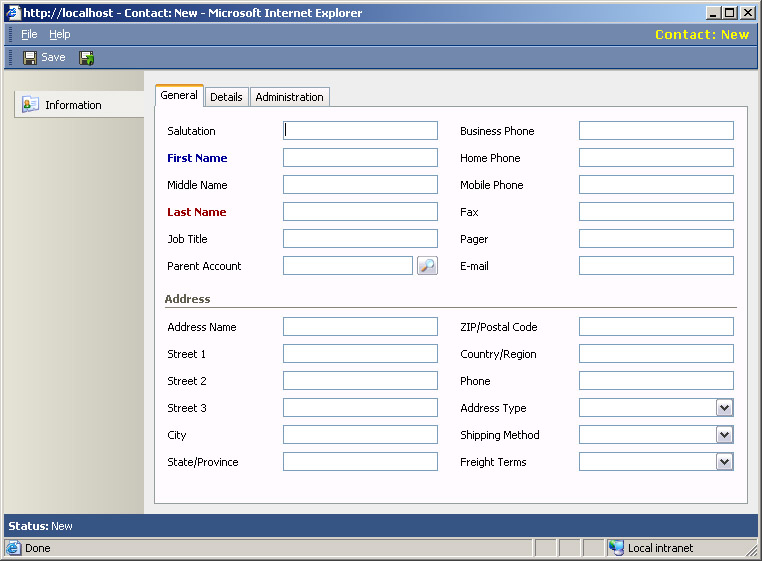 http://localhost - Contact: New - Microsoft Internet Explorer
File Help Contact: New
Save
Information
General Details Administration
Salutation Business Phone
First Name Home Phone
Middle Name Mobile Phone
Last Name Fax
Job Title Pager
Parent Account E-mail
Address
Address Name ZIP/Postal Code
Street 1 Country/Region
Street 2 Phone
Street 3 Address Type
City Shipping Method
State/Province Freight Terms
Status: New
Done Local intranet